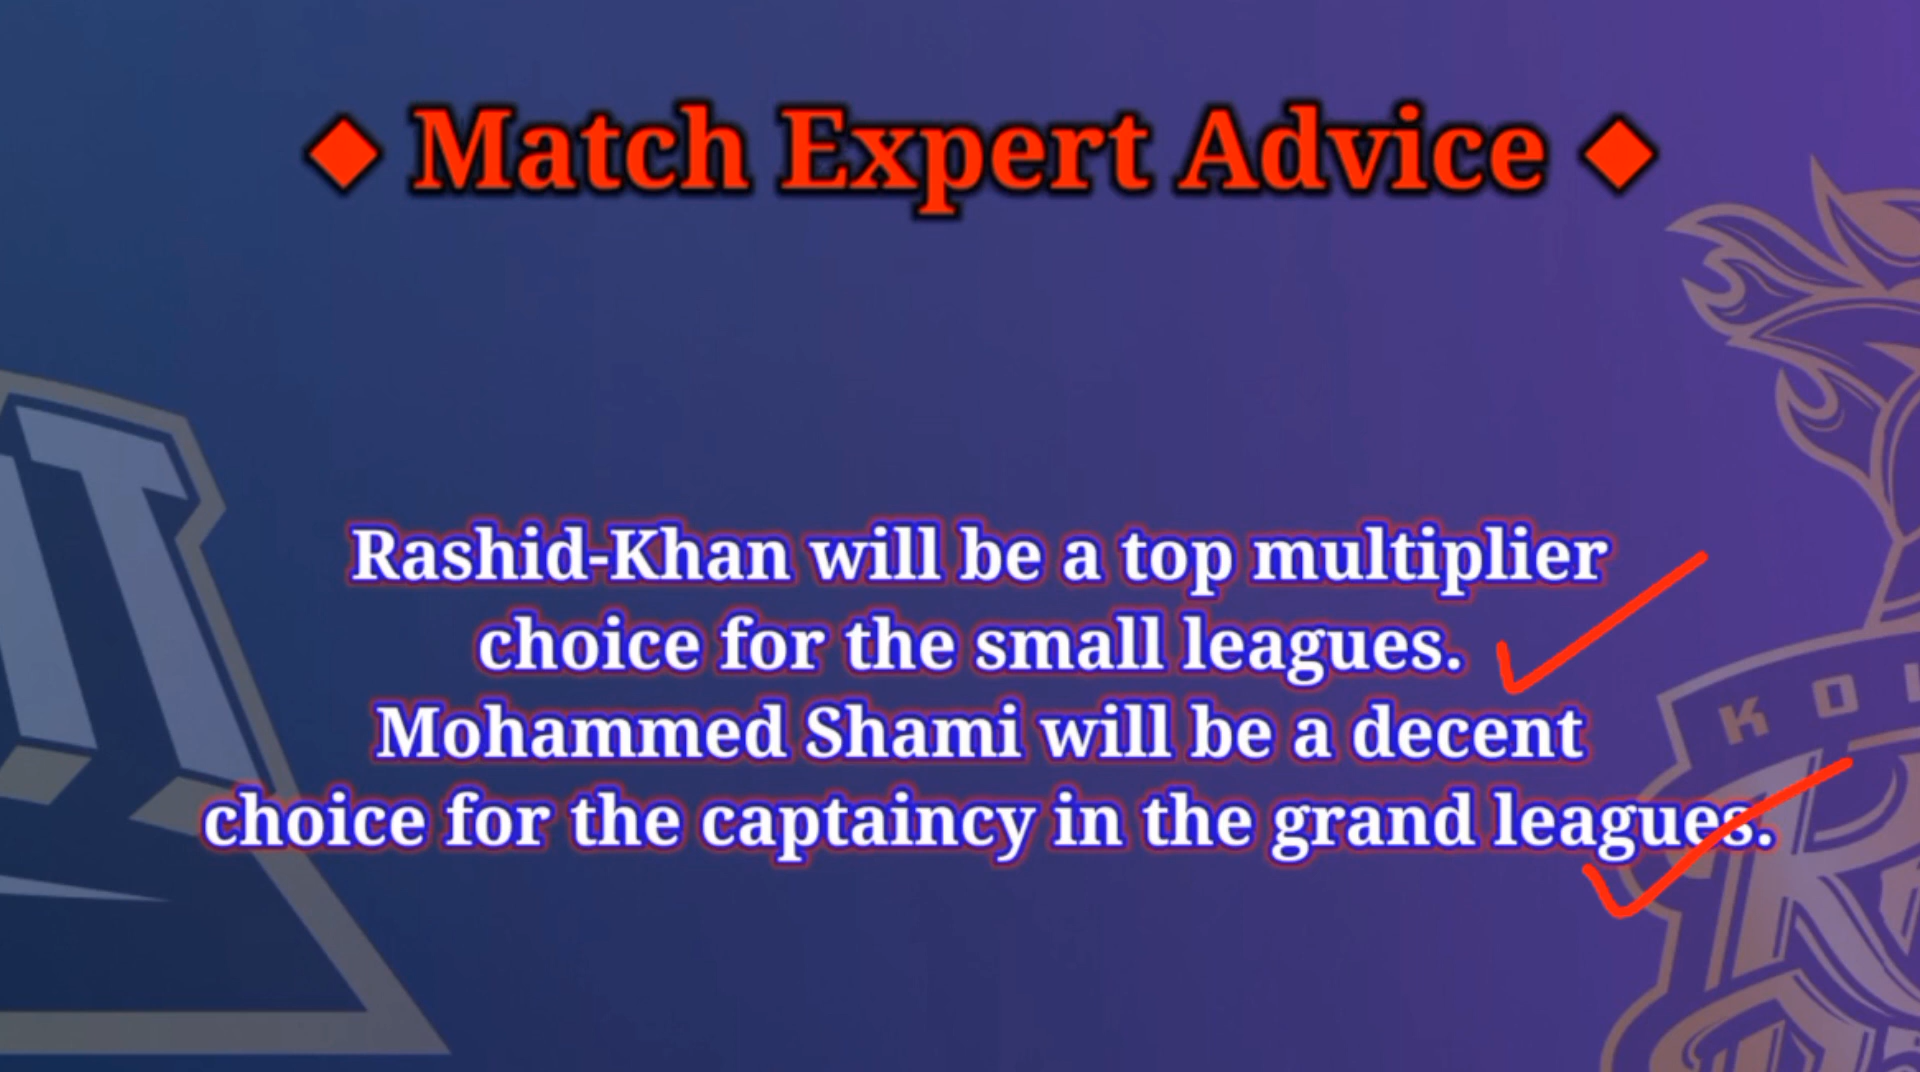 ◆ Match Expert Advice ◆
Rashid-Khan will be a top multiplier
choice for the small leagues.
Mohammed Shami will be a decent
choice for the captaincy in the grand leagues.